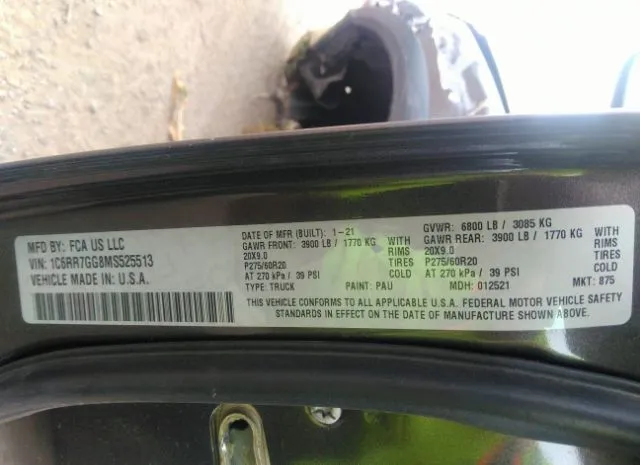 MFD BY: FCA US LLC
VIN: 1C6RR7GG8MS525513
VEHICLE MADE IN: U.S.A.
DATE OF MFR (BUILT): 1-21
GAWR FRONT: 3900 LB / 1770 KG WITH
20X9.0 RIMS
P275/60R20 TIRES
AT 270 kPa / 39 PSI COLD
TYPE: TRUCK PAINT: PAU
GVWR: 6800 LB / 3085 KG
GAWR REAR: 3900 LB / 1770 KG WITH
20X9.0 RIMS
P275/60R20 TIRES
AT 270 kPa / 39 PSI COLD
MDH: 012521 MKT: 875
THIS VEHICLE CONFORMS TO ALL APPLICABLE U.S.A. FEDERAL MOTOR VEHICLE SAFETY
STANDARDS IN EFFECT ON THE DATE OF MANUFACTURE SHOWN ABOVE.